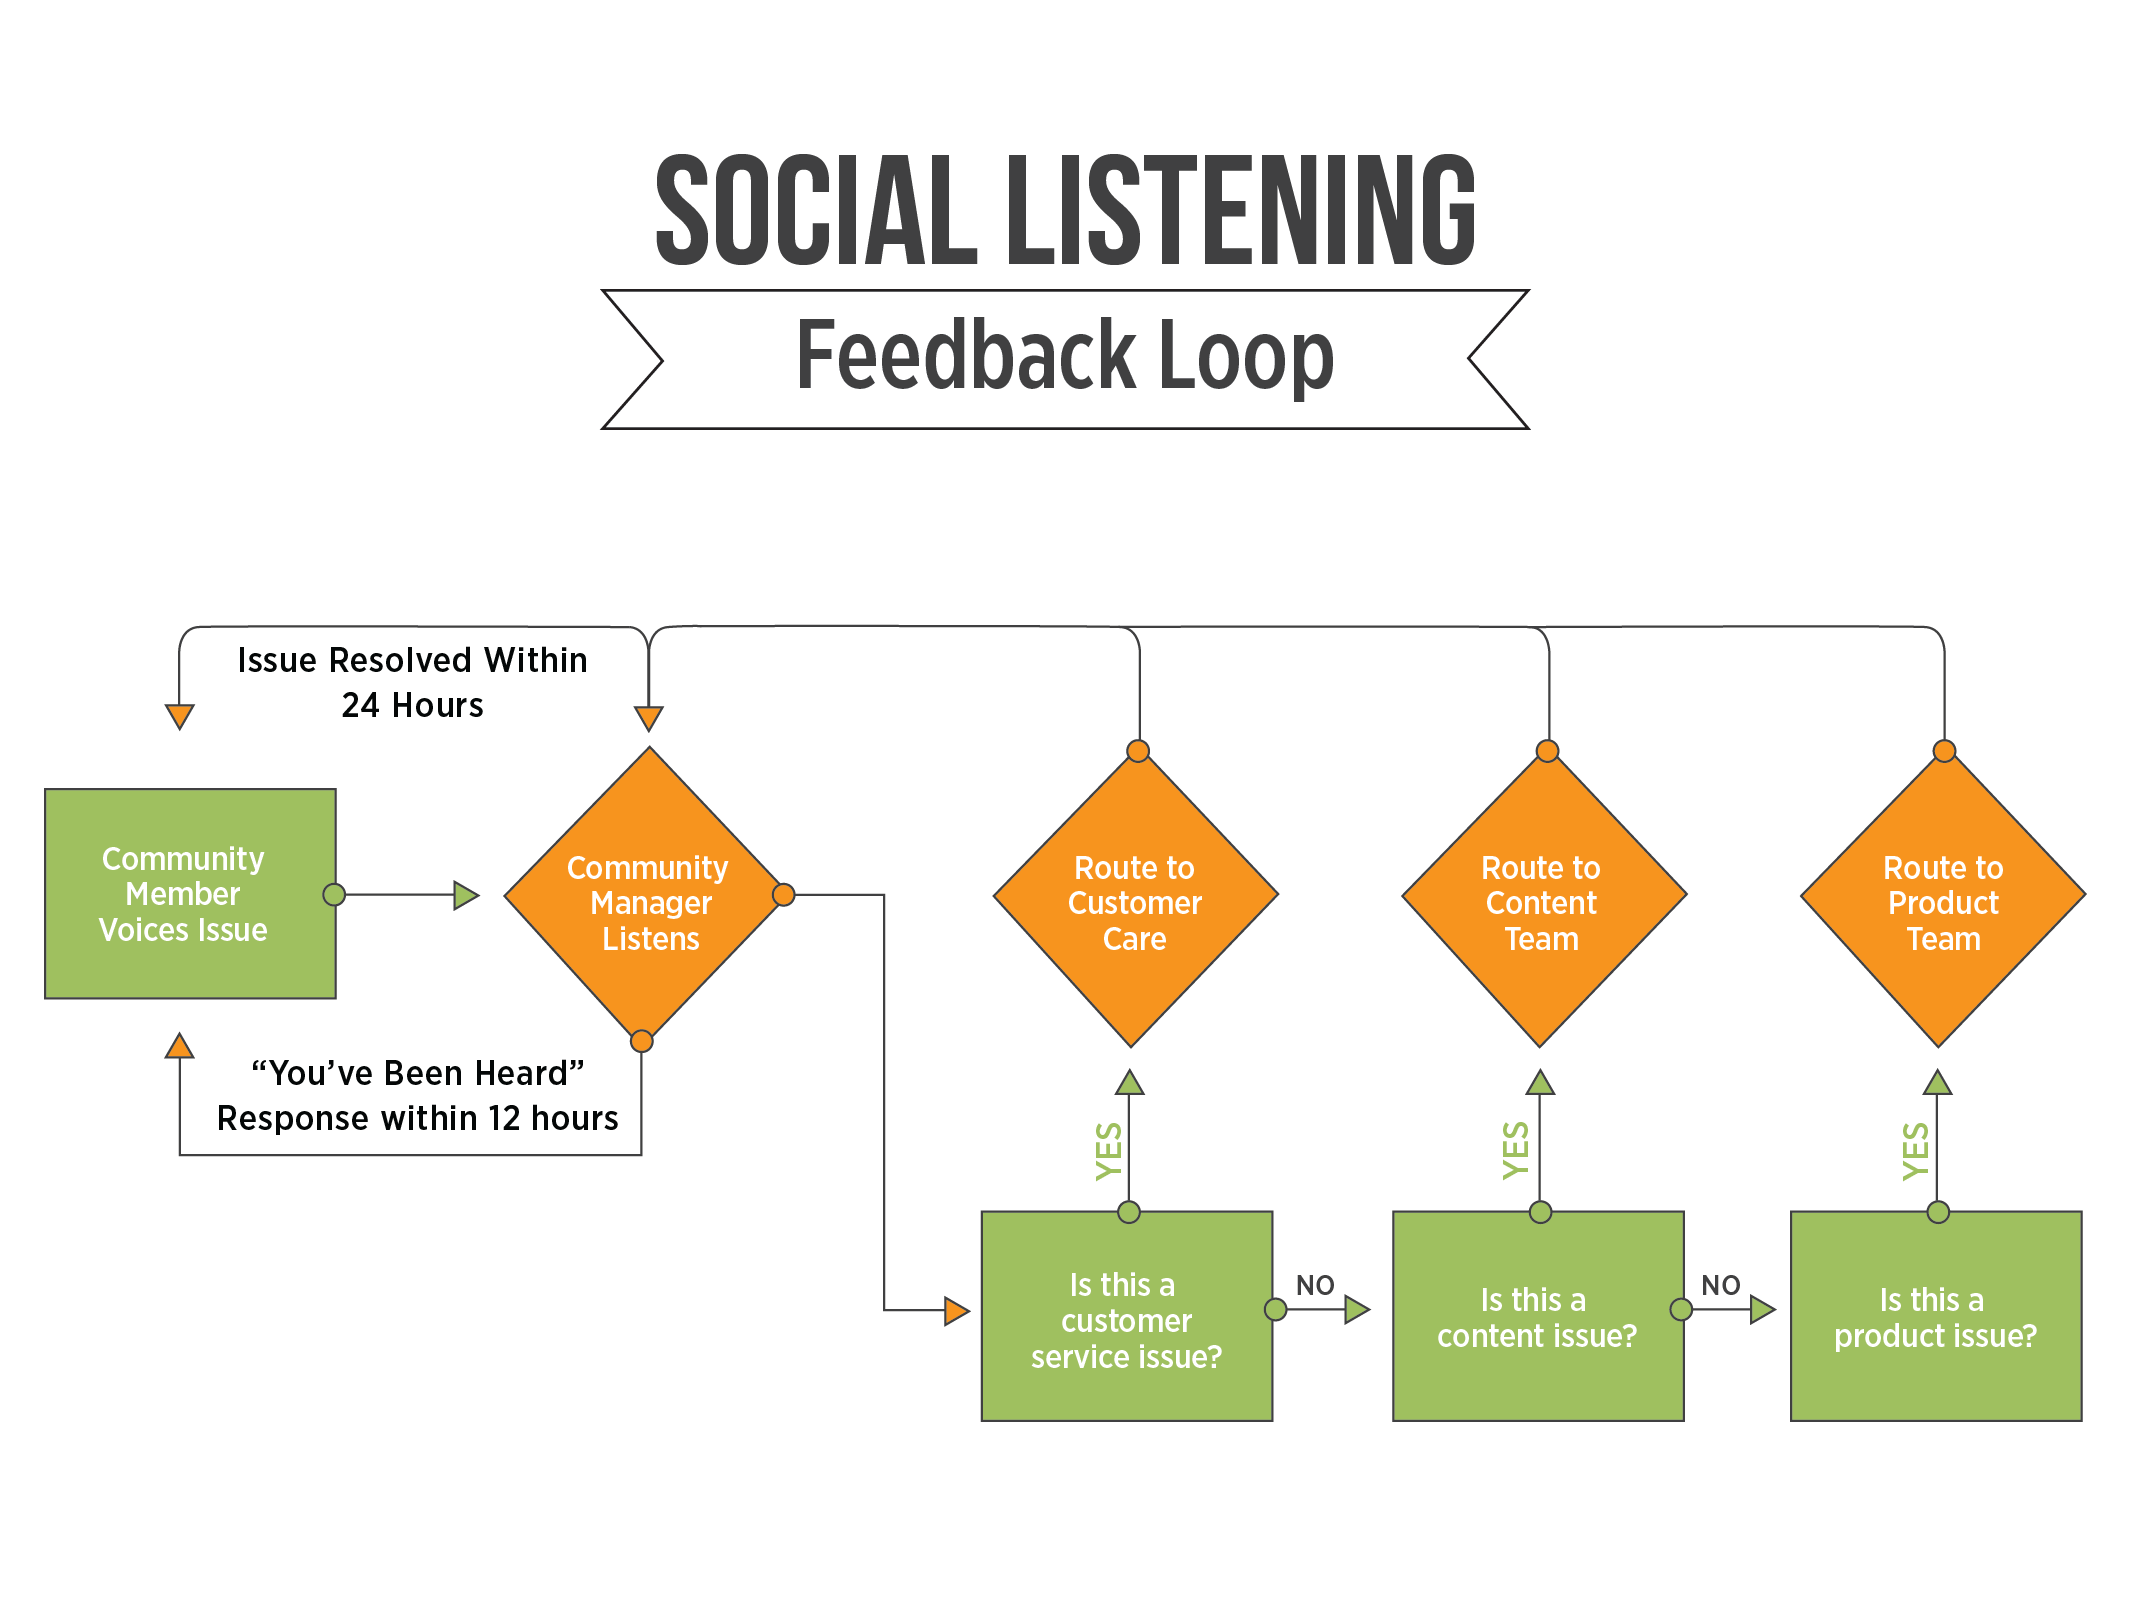 SOCIAL LISTENING
Feedback Loop
Issue Resolved Within
24 Hours
Community
Member
Voices Issue
Community
Manager
Listens
Route to
Customer
Care
Route to
Content
Team
Route to
Product
Team
“You’ve Been Heard”
Response within 12 hours
YES
YES
YES
Is this a
customer
service issue?
NO
Is this a
content issue?
NO
Is this a
product issue?